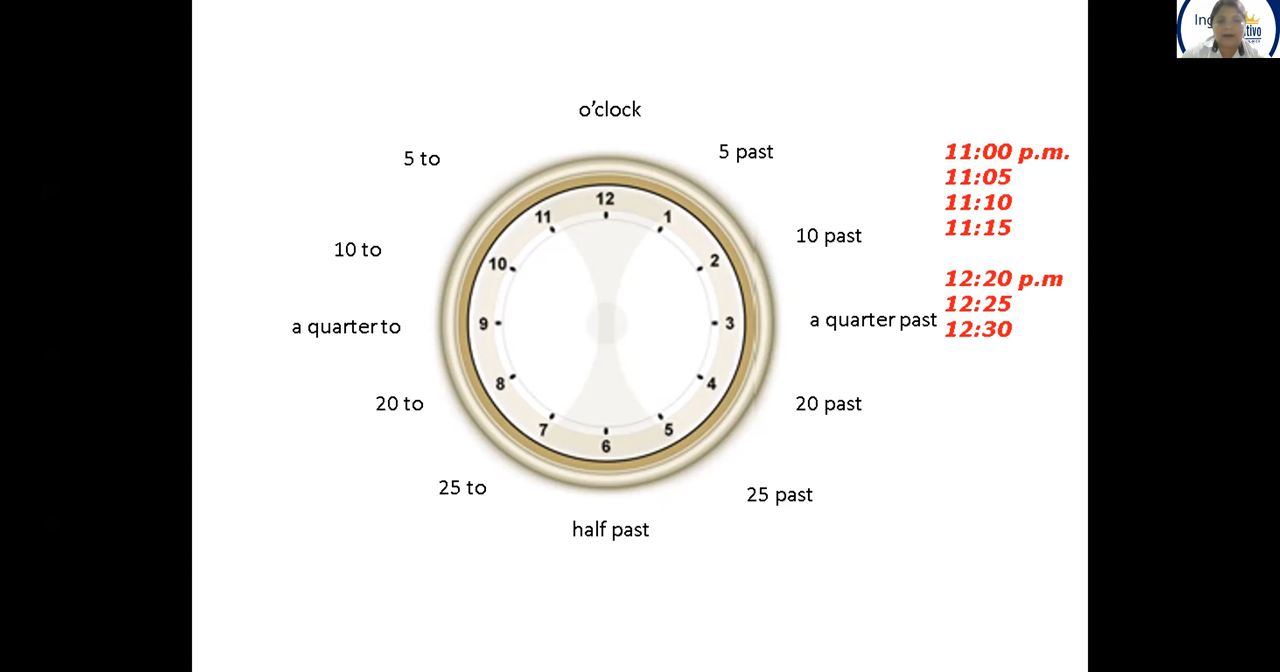 o'clock
5 to
5 past
10 to
10 past
a quarter to
a quarter past
20 to
20 past
25 to
25 past
half past
12
1
2
3
4
5
6
7
8
9
10
11
11:00 p.m.
11:05
11:10
11:15
12:20 p.m
12:25
12:30
Ing
tivo